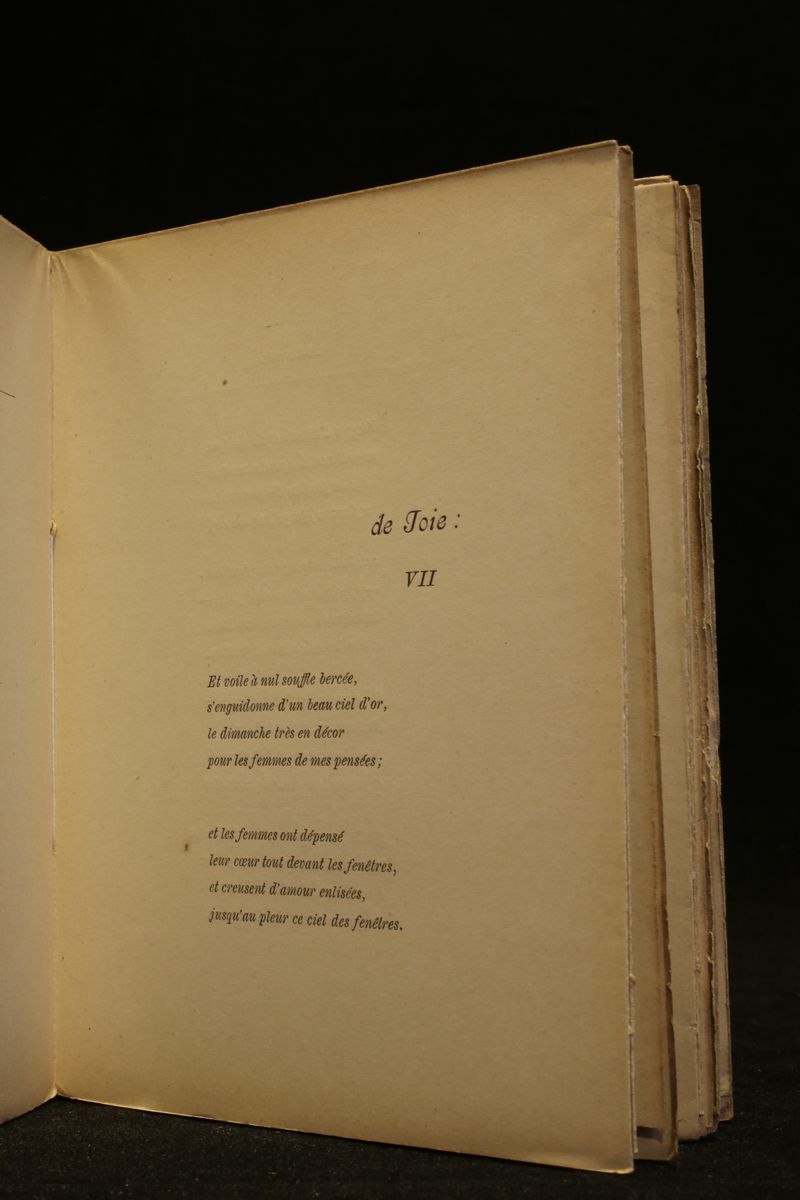 de Joie :
VII
Et voile à nul souffle bercée,
s'enguidonne d'un beau ciel d'or,
le dimanche très en décor
pour les femmes de mes pensées ;
et les femmes ont dépensé
leur cœur tout devant les fenêtres,
et creusent d'amour enlisées,
jusqu'au pleur ce ciel des fenêtres.